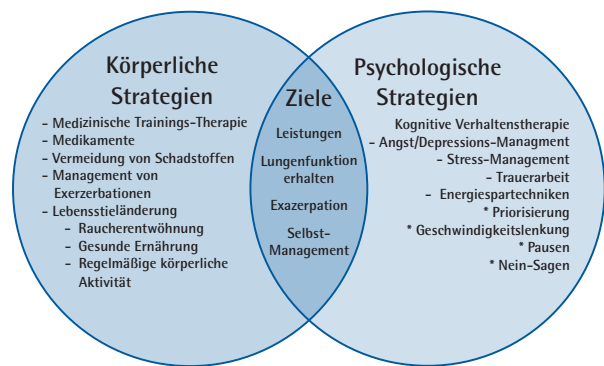 Körperliche
Strategien
- Medizinische Trainings-Therapie
- Medikamente
- Vermeidung von Schadstoffen
- Management von
Exerzerbationen
- Lebensstieländerung
- Raucherentwöhnung
- Gesunde Ernährung
- Regelmäßige körperliche
Aktivität
Ziele
Leistungen
Lungenfunktion
erhalten
Exazerpation
Selbst-
Management
Psychologische
Strategien
Kognitive Verhaltenstherapie
- Angst/Depressions-Managment
- Stress-Management
- Trauerarbeit
- Energiespartechniken
* Priorisierung
* Geschwindigkeitslenkung
* Pausen
* Nein-Sagen